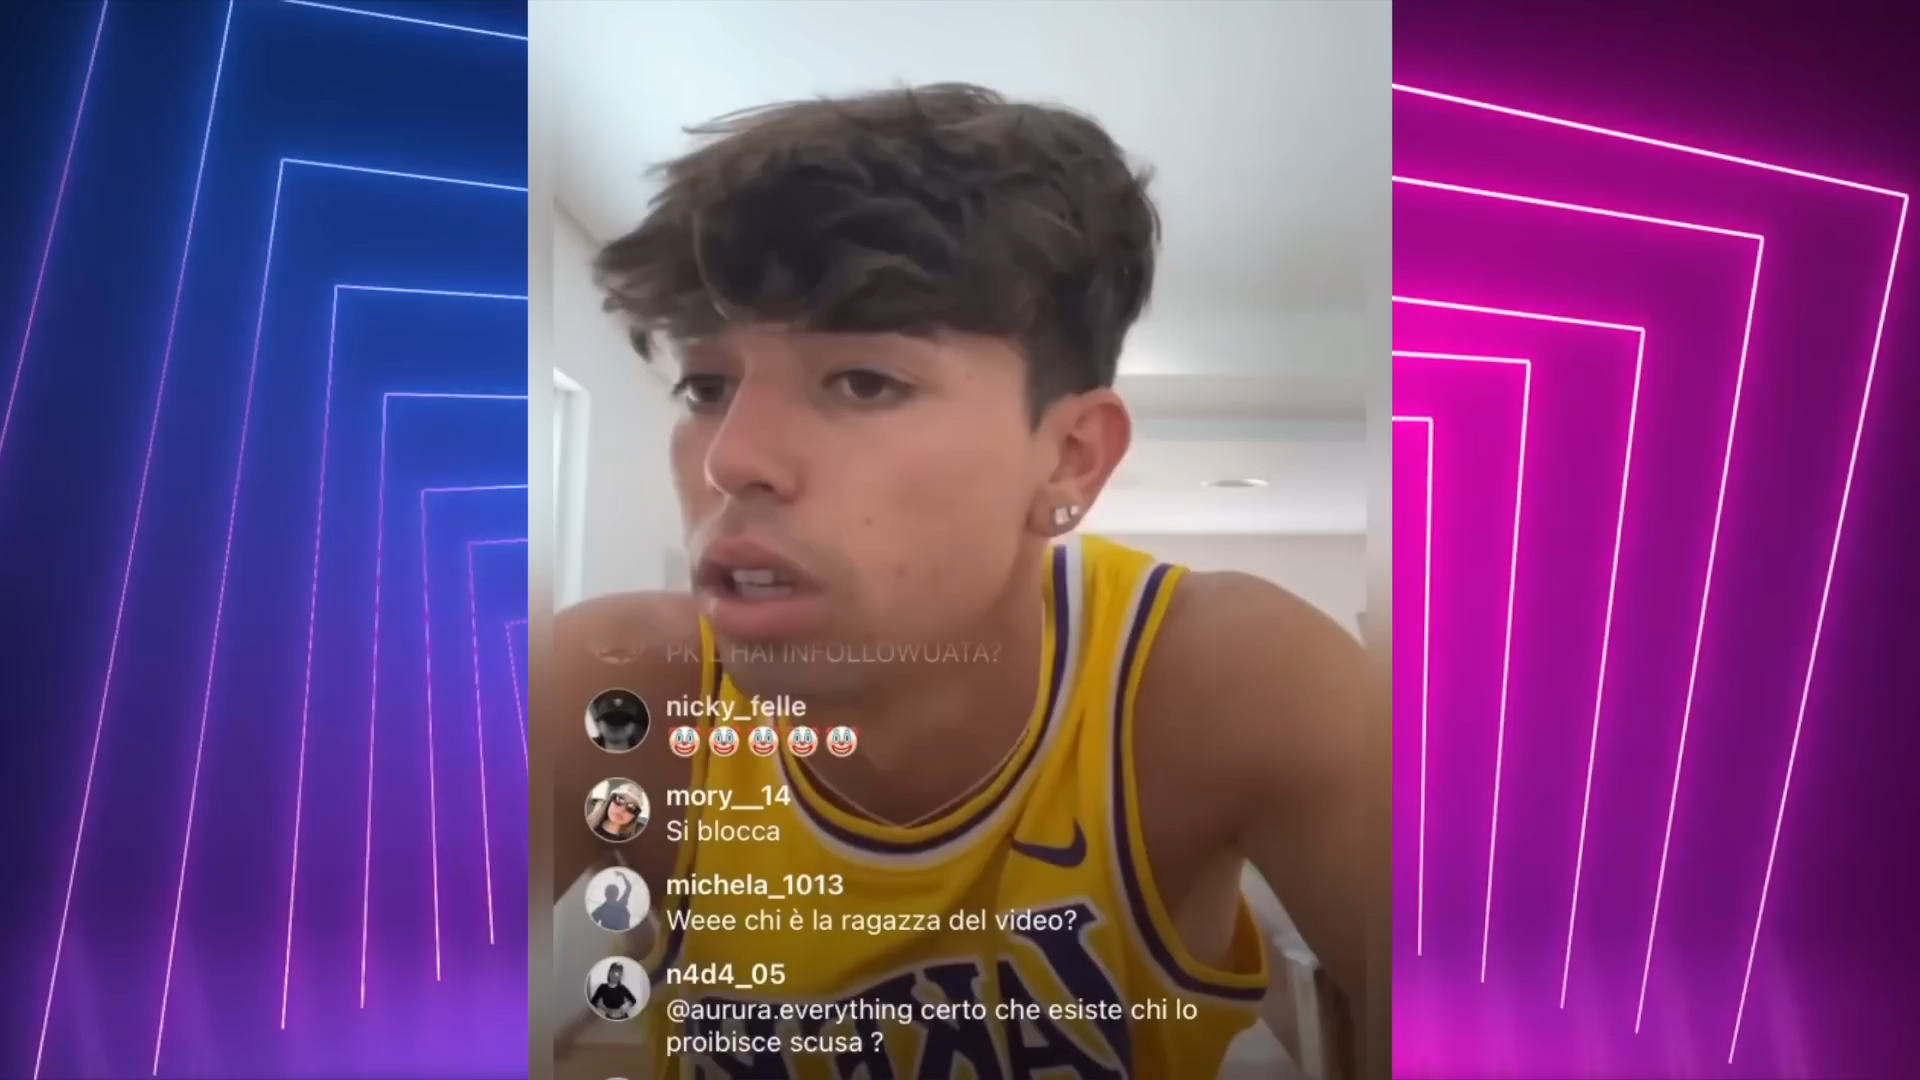 PK L HAI INFOLLOWUATA?
nicky_felle
🤡🤡🤡🤡🤡
mory__14
Si blocca
michela_1013
Weee chi è la ragazza del video?
n4d4_05
@aurura.everything certo che esiste chi lo
proibisce scusa ?
LAKERS